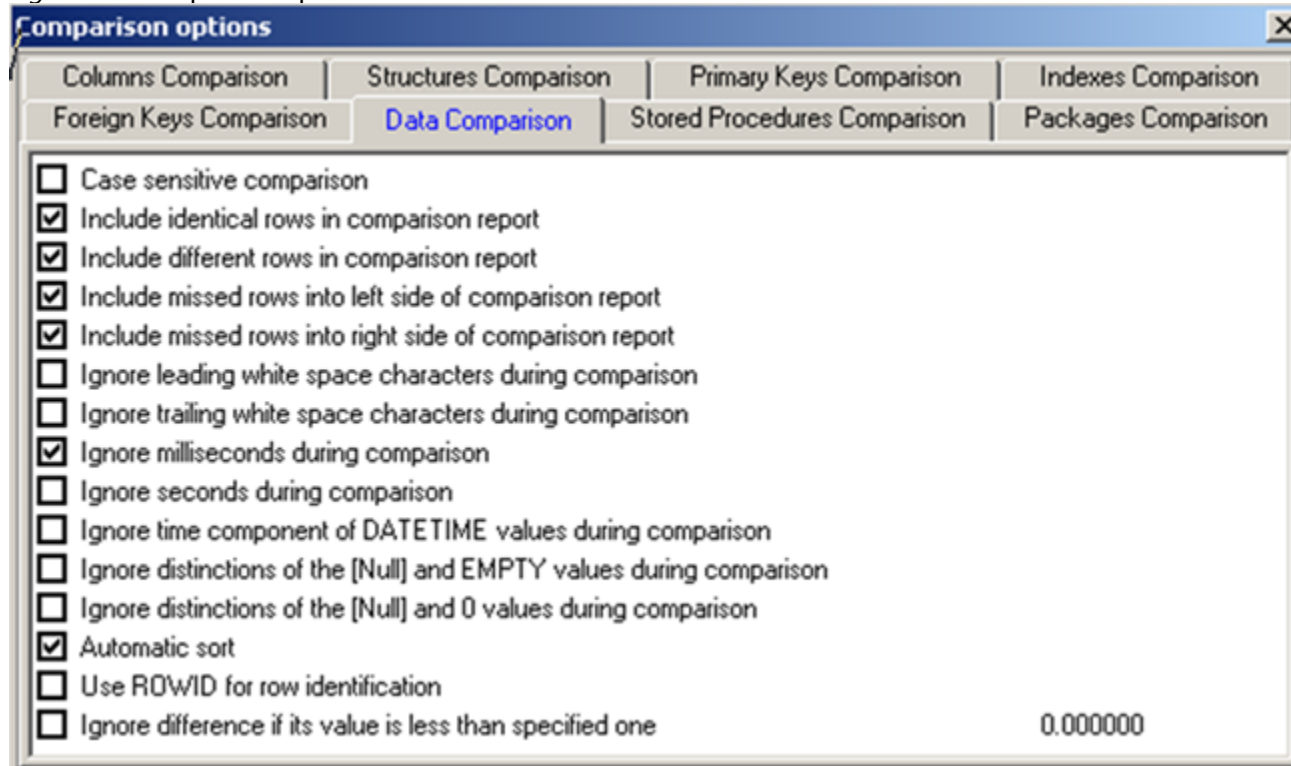 Comparison options
Columns Comparison Structures Comparison Primary Keys Comparison Indexes Comparison
Foreign Keys Comparison Data Comparison Stored Procedures Comparison Packages Comparison
Case sensitive comparison
Include identical rows in comparison report
Include different rows in comparison report
Include missed rows into left side of comparison report
Include missed rows into right side of comparison report
Ignore leading white space characters during comparison
Ignore trailing white space characters during comparison
Ignore milliseconds during comparison
Ignore seconds during comparison
Ignore time component of DATETIME values during comparison
Ignore distinctions of the [Null] and EMPTY values during comparison
Ignore distinctions of the [Null] and 0 values during comparison
Automatic sort
Use ROWID for row identification
Ignore difference if its value is less than specified one 0.000000